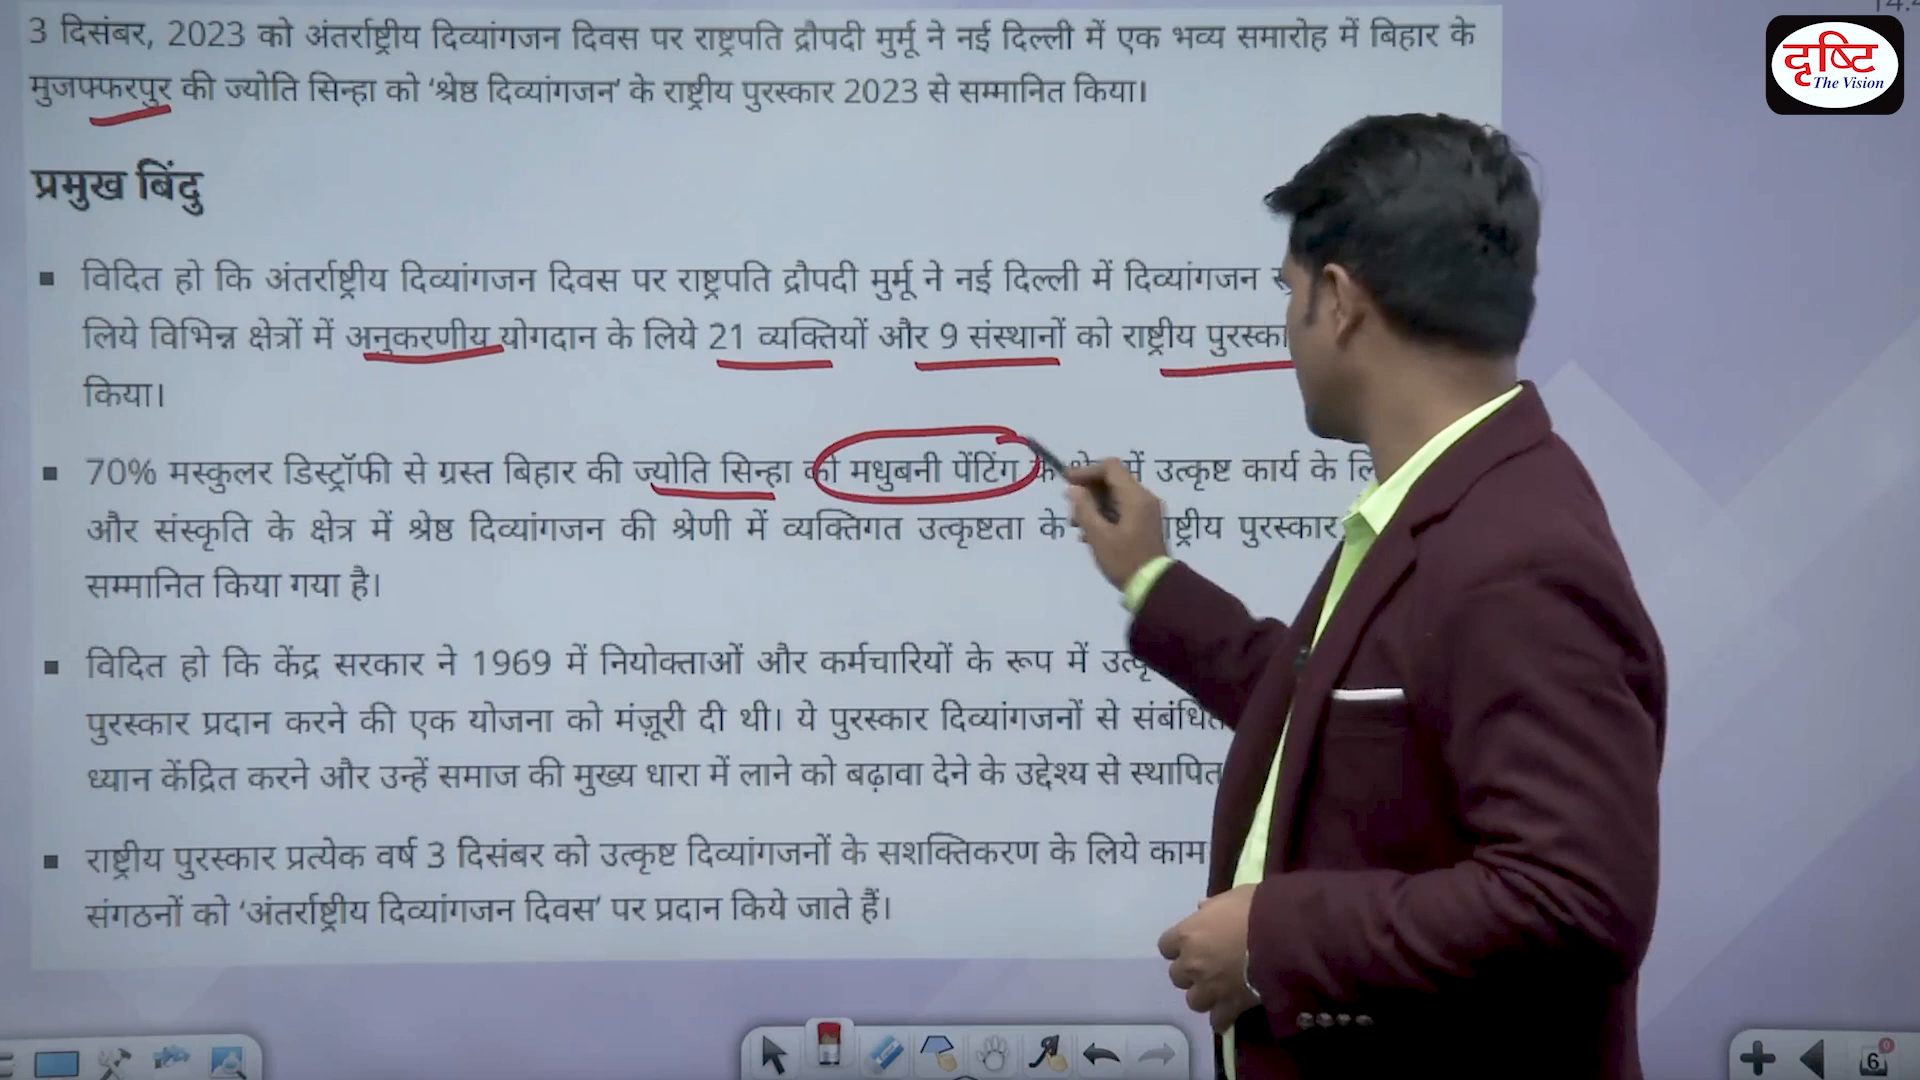 14.4
दृष्टि
The Vision
3 दिसंबर, 2023 को अंतर्राष्ट्रीय दिव्यांगजन दिवस पर राष्ट्रपति द्रौपदी मुर्मू ने नई दिल्ली में एक भव्य समारोह में बिहार के
मुजफ्फरपुर की ज्योति सिन्हा को ‘श्रेष्ठ दिव्यांगजन’ के राष्ट्रीय पुरस्कार 2023 से सम्मानित किया।
प्रमुख बिंदु
▪ विदित हो कि अंतर्राष्ट्रीय दिव्यांगजन दिवस पर राष्ट्रपति द्रौपदी मुर्मू ने नई दिल्ली में दिव्यांगजन
लिये विभिन्न क्षेत्रों में अनुकरणीय योगदान के लिये 21 व्यक्तियों और 9 संस्थानों को राष्ट्रीय
किया।
▪ 70% मस्कुलर डिस्ट्रॉफी से ग्रस्त बिहार की ज्योति सिन्हा को मधुबनी पेंटिंग के में उत्कृष्ट कार्य के
और संस्कृति के क्षेत्र में श्रेष्ठ दिव्यांगजन की श्रेणी में व्यक्तिगत उत्कृष्टता के पुरस्कार
सम्मानित किया गया है।
▪ विदित हो कि केंद्र सरकार ने 1969 में नियोक्ताओं और कर्मचारियों के रूप में
पुरस्कार प्रदान करने की एक योजना को मंज़ूरी दी थी। ये पुरस्कार दिव्यांगजनों से संबंधित
ध्यान केंद्रित करने और उन्हें समाज की मुख्य धारा में लाने को बढ़ावा देने के उद्देश्य से स्थापित
▪ राष्ट्रीय पुरस्कार प्रत्येक वर्ष 3 दिसंबर को उत्कृष्ट दिव्यांगजनों के सशक्तिकरण के लिये काम
संगठनों को ‘अंतर्राष्ट्रीय दिव्यांगजन दिवस’ पर प्रदान किये जाते हैं।
6
0